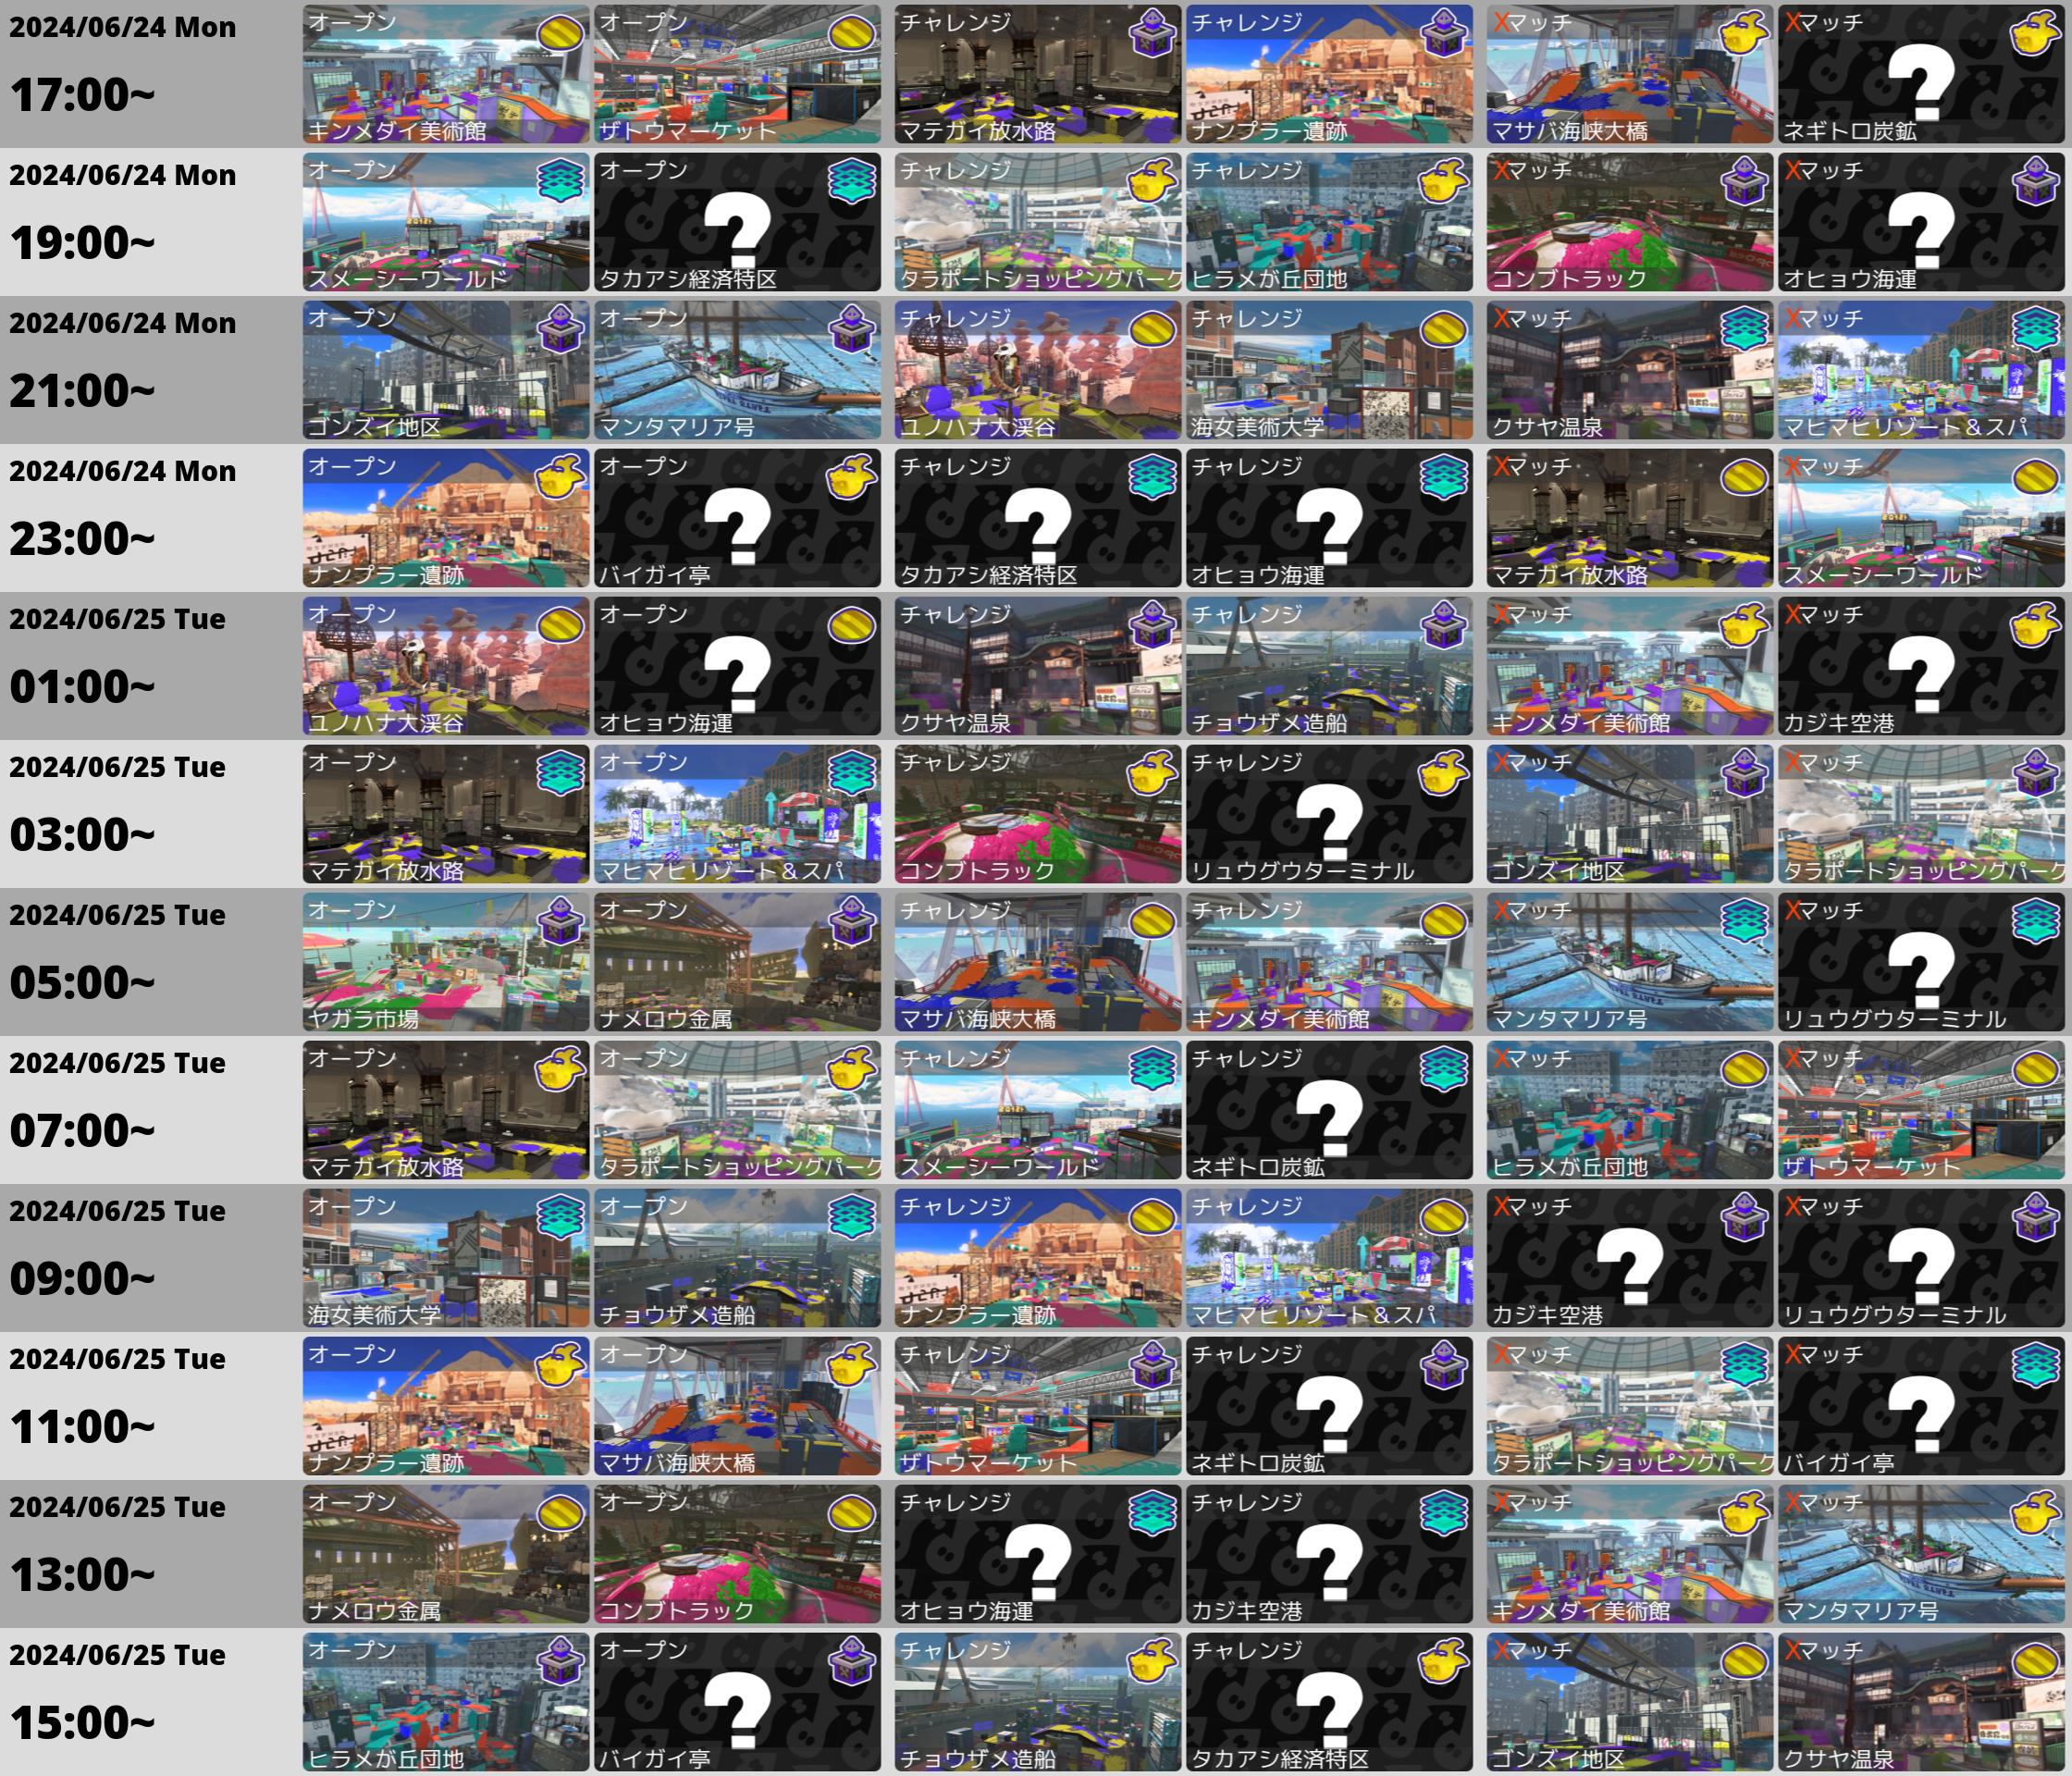 2024/06/24 Mon
17:00~
オープン オープン チャレンジ チャレンジ Xマッチ Xマッチ
キンメダイ美術館 ザトウマーケット マテガイ放水路 ナンプラー遺跡 マサバ海峡大橋 ネギトロ炭鉱
2024/06/24 Mon
19:00~
オープン オープン チャレンジ チャレンジ Xマッチ Xマッチ
スメーシーワールド タカアシ経済特区 タラポートショッピングパーク ヒラメが丘団地 コンブトラック オヒョウ海運
2024/06/24 Mon
21:00~
オープン オープン チャレンジ チャレンジ Xマッチ Xマッチ
ゴンズイ地区 マンタマリア号 ユノハナ大渓谷 海女美術大学 クサヤ温泉 マヒマヒリゾート&スパ
2024/06/24 Mon
23:00~
オープン オープン チャレンジ チャレンジ Xマッチ Xマッチ
ナンプラー遺跡 バイガイ亭 タカアシ経済特区 オヒョウ海運 マテガイ放水路 スメーシーワールド
2024/06/25 Tue
01:00~
オープン オープン チャレンジ チャレンジ Xマッチ Xマッチ
ユノハナ大渓谷 オヒョウ海運 クサヤ温泉 チョウザメ造船 キンメダイ美術館 カジキ空港
2024/06/25 Tue
03:00~
オープン オープン チャレンジ チャレンジ Xマッチ Xマッチ
マテガイ放水路 マヒマヒリゾート&スパ コンブトラック リュウグウターミナル ゴンズイ地区 タラポートショッピングパーク
2024/06/25 Tue
05:00~
オープン オープン チャレンジ チャレンジ Xマッチ Xマッチ
ヤガラ市場 ナメロウ金属 マサバ海峡大橋 キンメダイ美術館 マンタマリア号 リュウグウターミナル
2024/06/25 Tue
07:00~
オープン オープン チャレンジ チャレンジ Xマッチ Xマッチ
マテガイ放水路 タラポートショッピングパーク スメーシーワールド ネギトロ炭鉱 ヒラメが丘団地 ザトウマーケット
2024/06/25 Tue
09:00~
オープン オープン チャレンジ チャレンジ Xマッチ Xマッチ
海女美術大学 チョウザメ造船 ナンプラー遺跡 マヒマヒリゾート&スパ カジキ空港 リュウグウターミナル
2024/06/25 Tue
11:00~
オープン オープン チャレンジ チャレンジ Xマッチ Xマッチ
ナンプラー遺跡 マサバ海峡大橋 ザトウマーケット ネギトロ炭鉱 タラポートショッピングパーク バイガイ亭
2024/06/25 Tue
13:00~
オープン オープン チャレンジ チャレンジ Xマッチ Xマッチ
ナメロウ金属 コンブトラック オヒョウ海運 カジキ空港 キンメダイ美術館 マンタマリア号
2024/06/25 Tue
15:00~
オープン オープン チャレンジ チャレンジ Xマッチ Xマッチ
ヒラメが丘団地 バイガイ亭 チョウザメ造船 タカアシ経済特区 ゴンズイ地区 クサヤ温泉